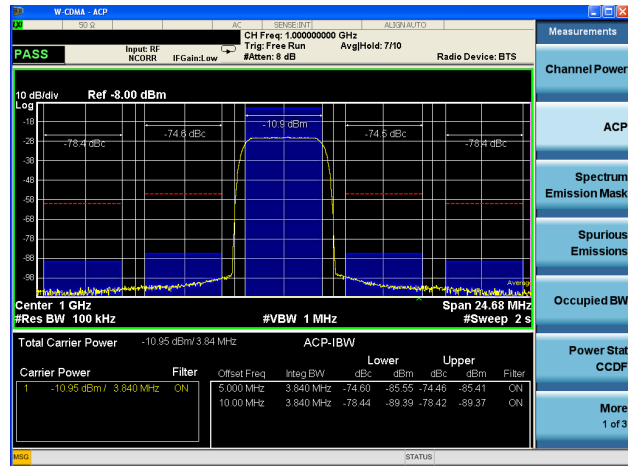 W-CDMA - ACP
LXI
50 Ω AC SENSE:INT ALIGN AUTO
CH Freq: 1.000000000 GHz
PASS Input: RF Trig: Free Run Avg|Hold: 7/10
NCORR IFGain:Low #Atten: 8 dB Radio Device: BTS
10 dB/div Ref -8.00 dBm
Log
-18
-28
-38
-48
-58
-68
-78
-88
-98
-78.4 dBc
-74.6 dBc
-10.9 dBm
-74.5 dBc
-78.4 dBc
Average
Center 1 GHz Span 24.68 MHz
#Res BW 100 kHz #VBW 1 MHz #Sweep 2 s
Total Carrier Power -10.95 dBm/ 3.84 MHz ACP-IBW
Lower Upper
Carrier Power Filter Offset Freq Integ BW dBc dBm dBc dBm Filter
1 -10.95 dBm / 3.840 MHz ON 5.000 MHz 3.840 MHz -74.60 -85.55 -74.46 -85.41 ON
10.00 MHz 3.840 MHz -78.44 -89.39 -78.42 -89.37 ON
MSG STATUS
Measurements
Channel Power
ACP
Spectrum
Emission Mask
Spurious
Emissions
Occupied BW
Power Stat
CCDF
More
1 of 3